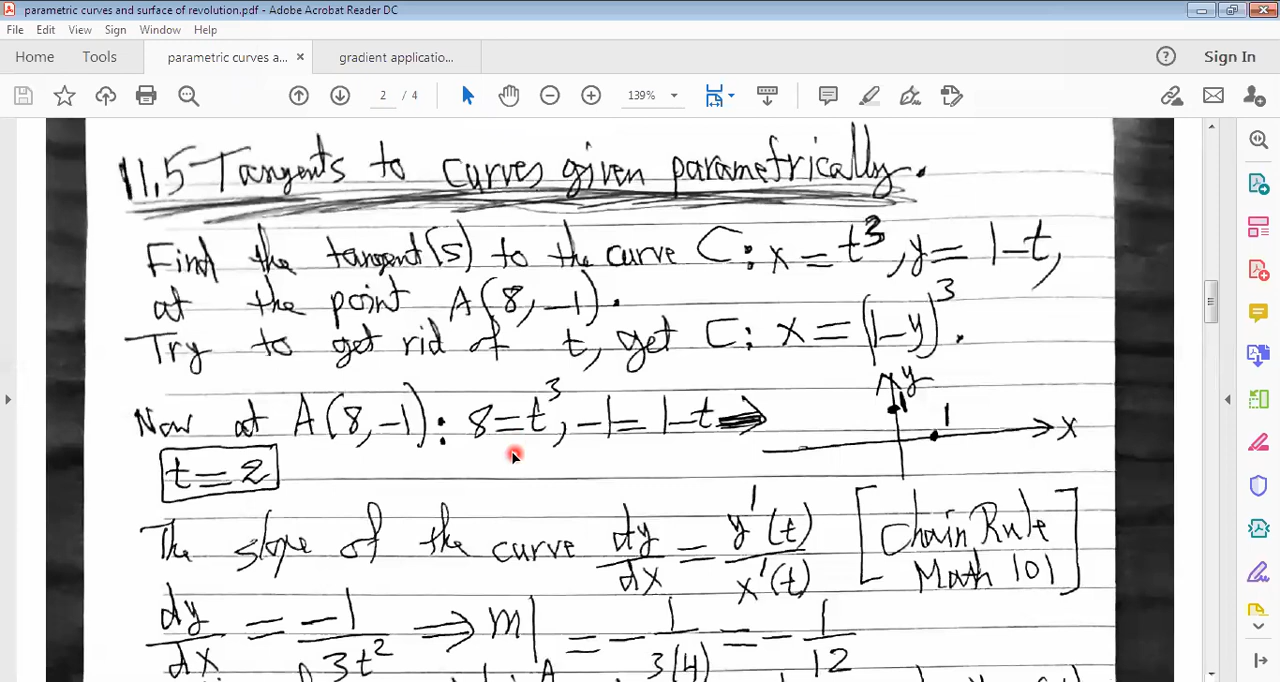 parametric curves and surface of revolution.pdf - Adobe Acrobat Reader DC
File Edit View Sign Window Help
Home Tools parametric curves a... × gradient applicatio... Sign In
2 / 4 139%
11.5 Tangents to curves given parametrically.
Find the tangent(s) to the curve C: x = t³, y = 1-t,
at the point A(8, -1).
Try to get rid of t, get C: x = (1-y)³.
y
1
Now at A(8, -1): 8 = t³, -1 = 1-t ⇒
1 x
t = 2
The slope of the curve dy/dx = y'(t)/x'(t) [Chain Rule
Math 101]
dy/dx = -1/3t² ⇒ m| = -1/3(4) = -1/12
A